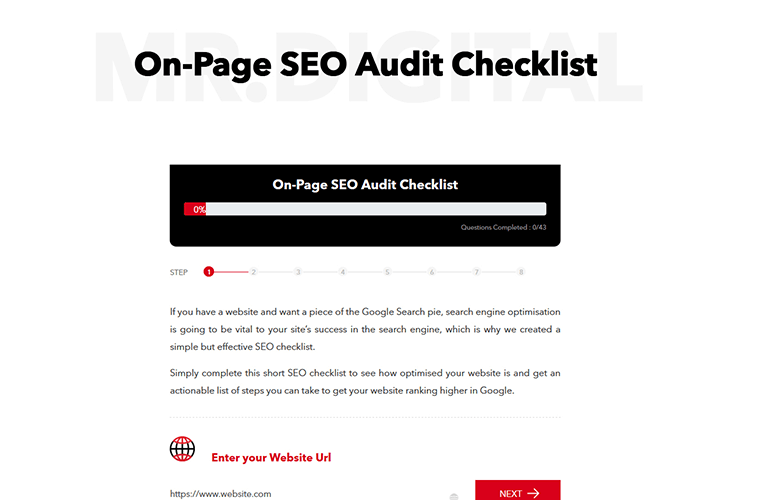 MR.DIGITAL
On-Page SEO Audit Checklist
On-Page SEO Audit Checklist
0%
Questions Completed : 0/43
STEP 1 2 3 4 5 6 7 8
If you have a website and want a piece of the Google Search pie, search engine optimisation
is going to be vital to your site's success in the search engine, which is why we created a
simple but effective SEO checklist.
Simply complete this short SEO checklist to see how optimised your website is and get an
actionable list of steps you can take to get your website ranking higher in Google.
Enter your Website Url
https://www.website.com
NEXT